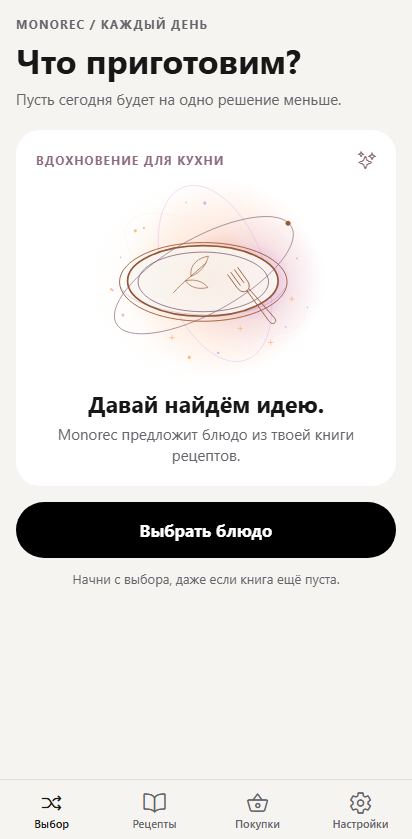 MONOREC / КАЖДЫЙ ДЕНЬ
Что приготовим?
Пусть сегодня будет на одно решение меньше.
ВДОХНОВЕНИЕ ДЛЯ КУХНИ
Давай найдём идею.
Monorec предложит блюдо из твоей книги
рецептов.
Выбрать блюдо
Начни с выбора, даже если книга ещё пуста.
Выбор
Рецепты
Покупки
Настройки